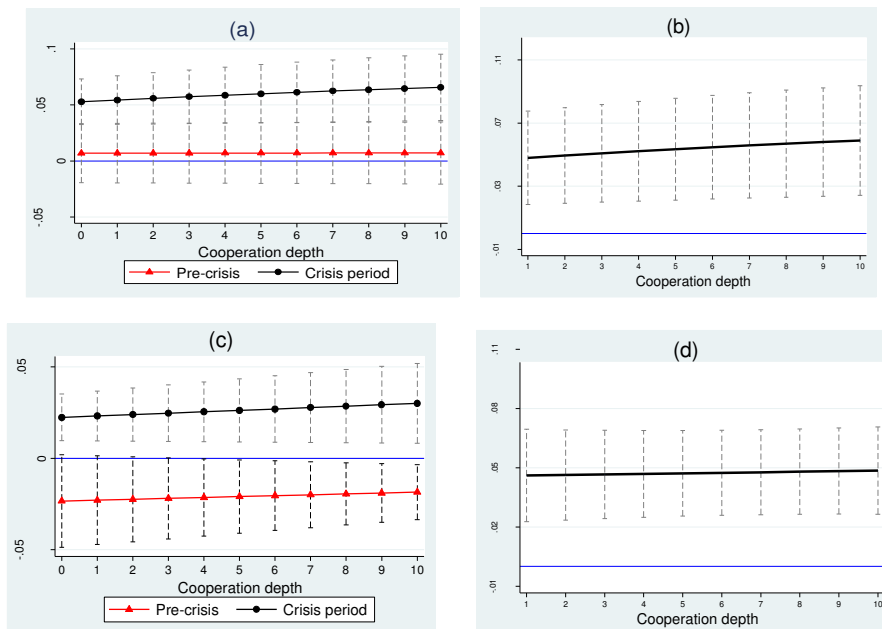 (a)
.1
.05
0
-.05
0 1 2 3 4 5 6 7 8 9 10
Cooperation depth
Pre-crisis Crisis period
(b)
.11
.07
.03
-.01
1 2 3 4 5 6 7 8 9 10
Cooperation depth
(c)
.05
0
-.05
0 1 2 3 4 5 6 7 8 9 10
Cooperation depth
Pre-crisis Crisis period
(d)
.11
.08
.05
.02
-.01
1 2 3 4 5 6 7 8 9 10
Cooperation depth